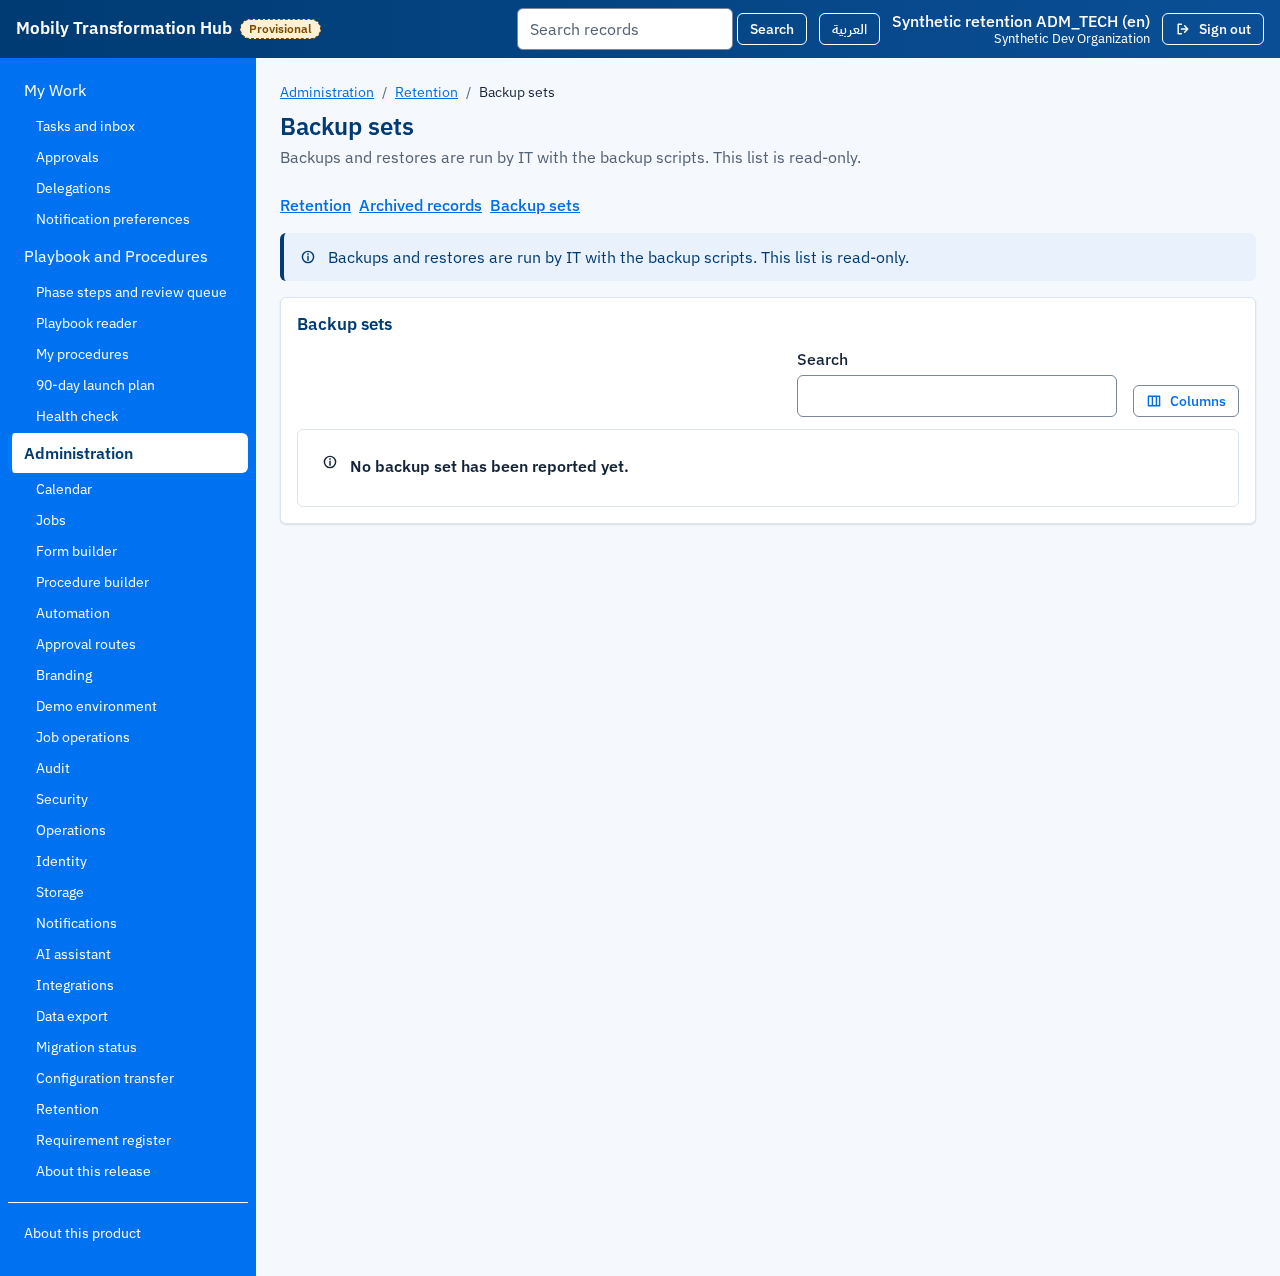 Mobily Transformation Hub Provisional
Search records
Search
العربية
Synthetic retention ADM_TECH (en)
Synthetic Dev Organization
Sign out
My Work
Tasks and inbox
Approvals
Delegations
Notification preferences
Playbook and Procedures
Phase steps and review queue
Playbook reader
My procedures
90-day launch plan
Health check
Administration
Calendar
Jobs
Form builder
Procedure builder
Automation
Approval routes
Branding
Demo environment
Job operations
Audit
Security
Operations
Identity
Storage
Notifications
AI assistant
Integrations
Data export
Migration status
Configuration transfer
Retention
Requirement register
About this release
About this product
Administration / Retention / Backup sets
Backup sets
Backups and restores are run by IT with the backup scripts. This list is read-only.
Retention Archived records Backup sets
Backups and restores are run by IT with the backup scripts. This list is read-only.
Backup sets
Search
Columns
No backup set has been reported yet.